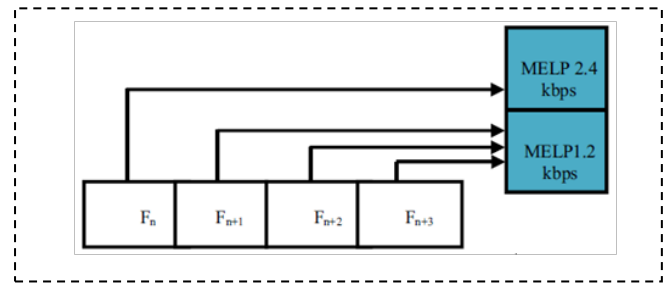 MELP 2.4
kbps
MELP1.2
kbps
Fn
Fn+1
Fn+2
Fn+3